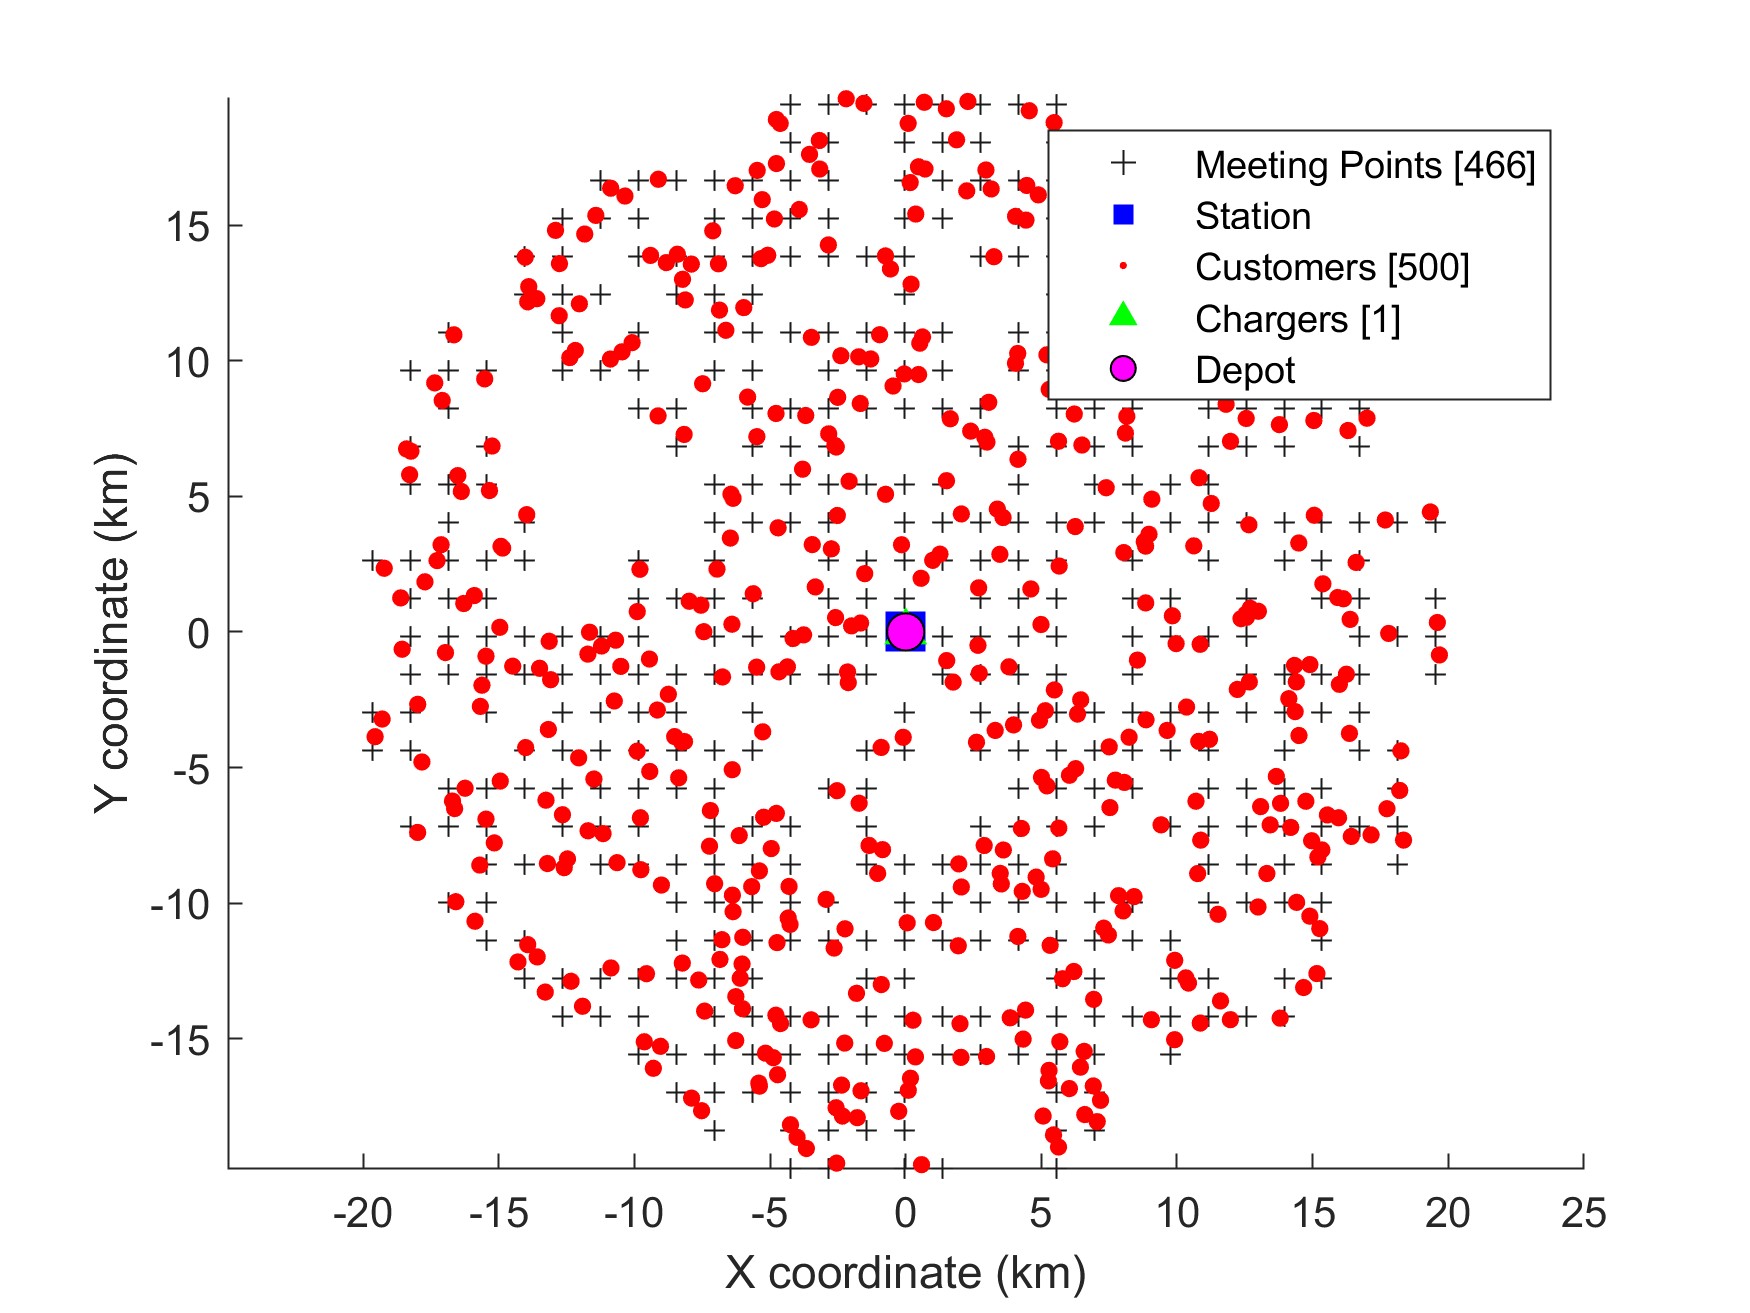 Meeting Points [466]
Station
Customers [500]
Chargers [1]
Depot
Y coordinate (km)
15
10
5
0
-5
-10
-15
-20 -15 -10 -5 0 5 10 15 20 25
X coordinate (km)